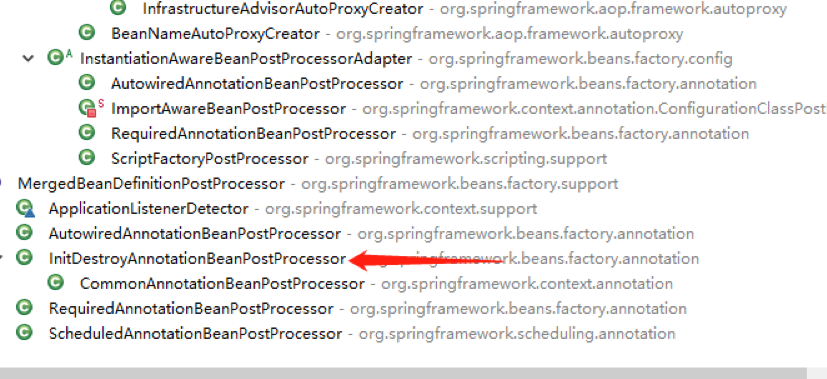 InfrastructureAdvisorAutoProxyCreator - org.springframework.aop.framework.autoproxy
BeanNameAutoProxyCreator - org.springframework.aop.framework.autoproxy
A InstantiationAwareBeanPostProcessorAdapter - org.springframework.beans.factory.config
C AutowiredAnnotationBeanPostProcessor - org.springframework.beans.factory.annotation
C S ImportAwareBeanPostProcessor - org.springframework.context.annotation.ConfigurationClassPost
C RequiredAnnotationBeanPostProcessor - org.springframework.beans.factory.annotation
C ScriptFactoryPostProcessor - org.springframework.scripting.support
MergedBeanDefinitionPostProcessor - org.springframework.beans.factory.support
C ApplicationListenerDetector - org.springframework.context.support
C AutowiredAnnotationBeanPostProcessor - org.springframework.beans.factory.annotation
C InitDestroyAnnotationBeanPostProcessor - org.springframework.beans.factory.annotation
C CommonAnnotationBeanPostProcessor - org.springframework.context.annotation
C RequiredAnnotationBeanPostProcessor - org.springframework.beans.factory.annotation
C ScheduledAnnotationBeanPostProcessor - org.springframework.scheduling.annotation